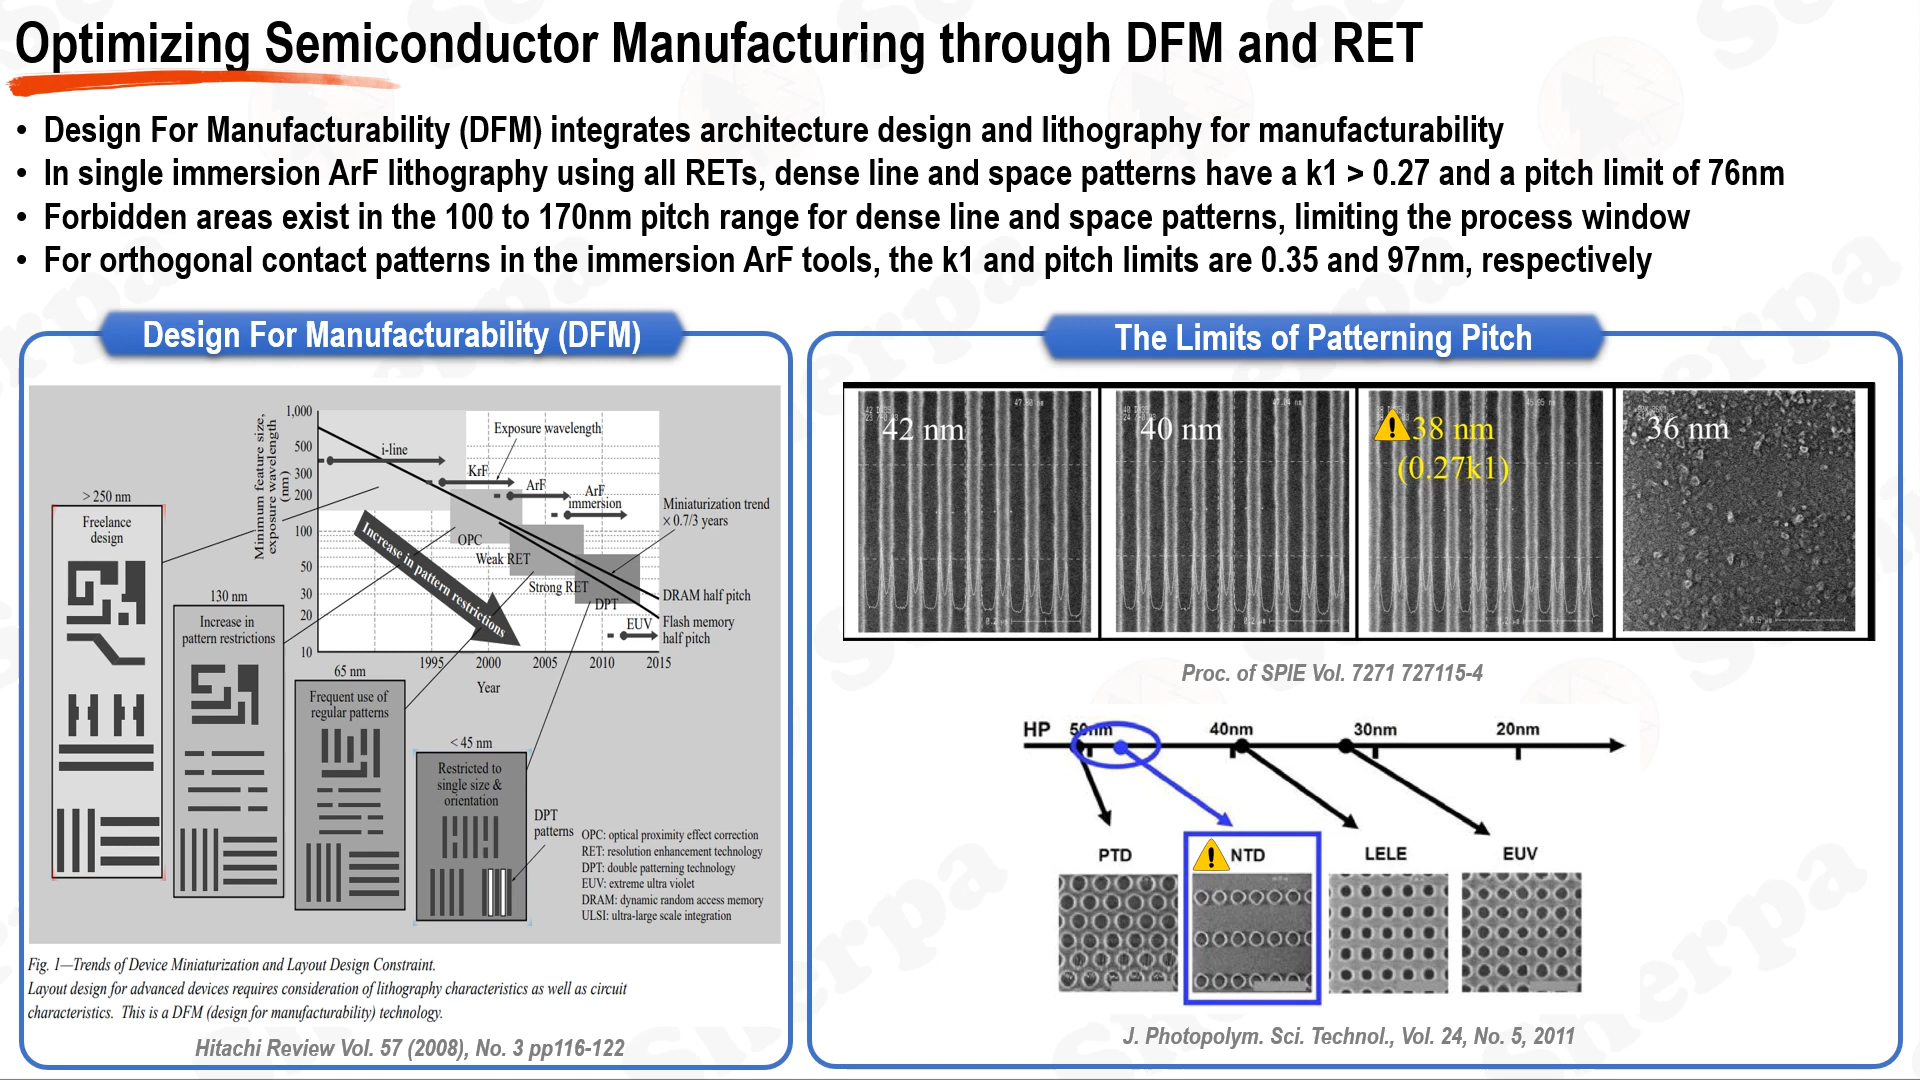 Optimizing Semiconductor Manufacturing through DFM and RET
• Design For Manufacturability (DFM) integrates architecture design and lithography for manufacturability
• In single immersion ArF lithography using all RETs, dense line and space patterns have a k1 > 0.27 and a pitch limit of 76nm
• Forbidden areas exist in the 100 to 170nm pitch range for dense line and space patterns, limiting the process window
• For orthogonal contact patterns in the immersion ArF tools, the k1 and pitch limits are 0.35 and 97nm, respectively
Design For Manufacturability (DFM)
Minimum feature size,
exposure wavelength
(nm)
1,000
500
300
200
100
50
30
20
10
1995
2000
2005
2010
2015
Year
i-line
Exposure wavelength
KrF
ArF
ArF
immersion
Miniaturization trend
× 0.7/3 years
OPC
Weak RET
Strong RET
DPT
EUV
DRAM half pitch
Flash memory
half pitch
Increase in pattern restrictions
> 250 nm
Freelance
design
130 nm
Increase in
pattern restrictions
65 nm
Frequent use of
regular patterns
< 45 nm
Restricted to
single size &
orientation
DPT
patterns
OPC: optical proximity effect correction
RET: resolution enhancement technology
DPT: double patterning technology
EUV: extreme ultra violet
DRAM: dynamic random access memory
ULSI: ultra-large scale integration
Fig. 1—Trends of Device Miniaturization and Layout Design Constraint.
Layout design for advanced devices requires consideration of lithography characteristics as well as circuit
characteristics. This is a DFM (design for manufacturability) technology.
Hitachi Review Vol. 57 (2008), No. 3 pp116-122
The Limits of Patterning Pitch
42 nm
40 nm
38 nm
(0.27k1)
36 nm
Proc. of SPIE Vol. 7271 727115-4
HP
50nm
40nm
30nm
20nm
PTD
NTD
LELE
EUV
J. Photopolym. Sci. Technol., Vol. 24, No. 5, 2011